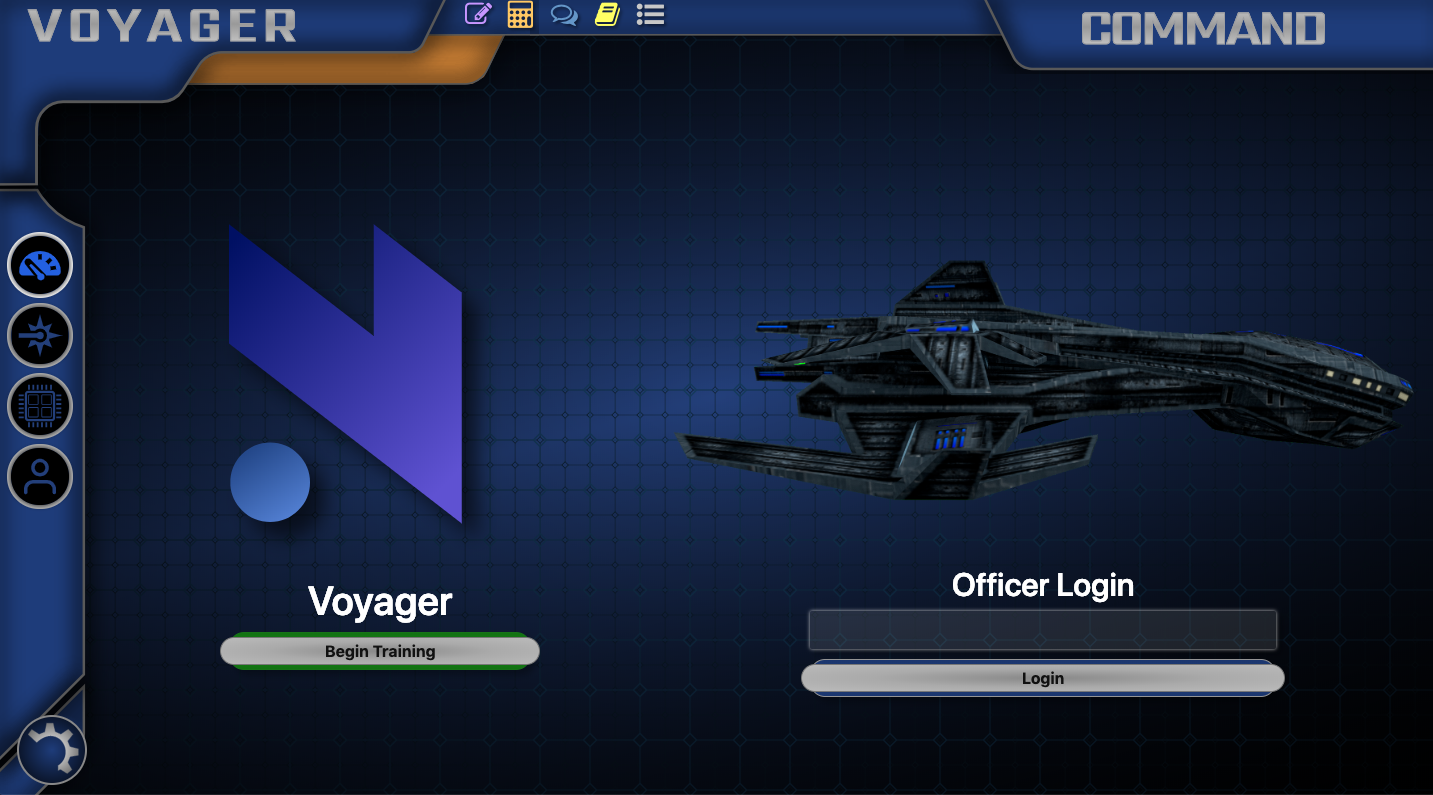 VOYAGER
COMMAND
Voyager
Begin Training
Officer Login
Login